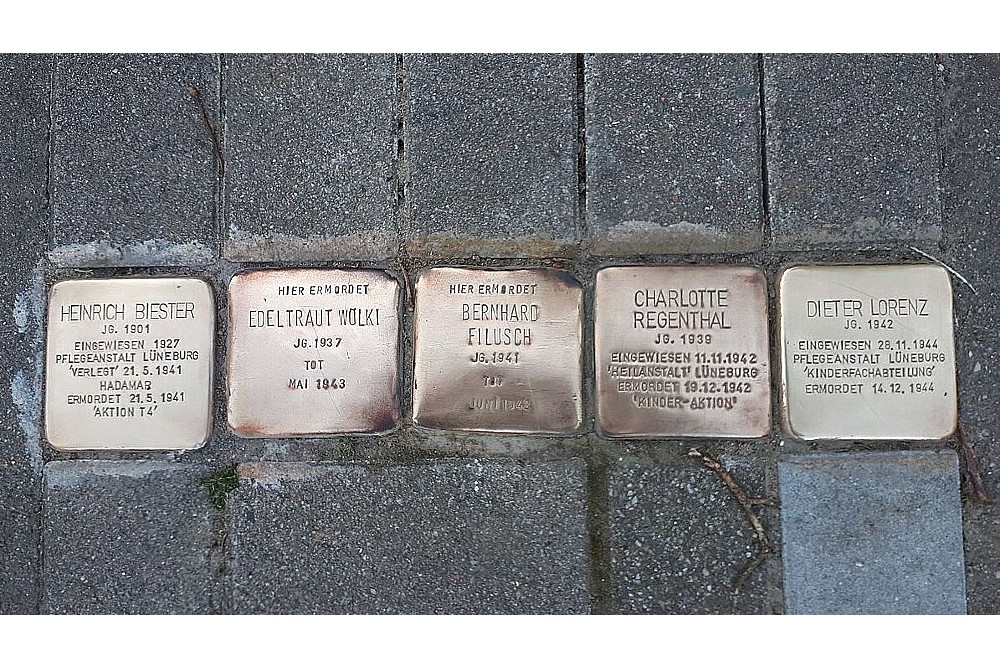 HEINRICH BIESTER
JG. 1901
EINGEWIESEN 1927
PFLEGEANSTALT LÜNEBURG
'VERLEGT' 21.5.1941
HADAMAR
ERMORDET 21.5.1941
'AKTION T4'
HIER ERMORDET
EDELTRAUT WÖLKI
JG. 1937
TOT
MAI 1943
HIER ERMORDET
BERNHARD
FILUSCH
JG. 1941
TOT
JUNI 1942
CHARLOTTE
REGENTHAL
JG. 1939
EINGEWIESEN 11.11.1942
'HEILANSTALT' LÜNEBURG
ERMORDET 19.12.1942
'KINDER-AKTION'
DIETER LORENZ
JG. 1942
EINGEWIESEN 28.11.1944
PFLEGEANSTALT LÜNEBURG
'KINDERFACHABTEILUNG'
ERMORDET 14.12.1944